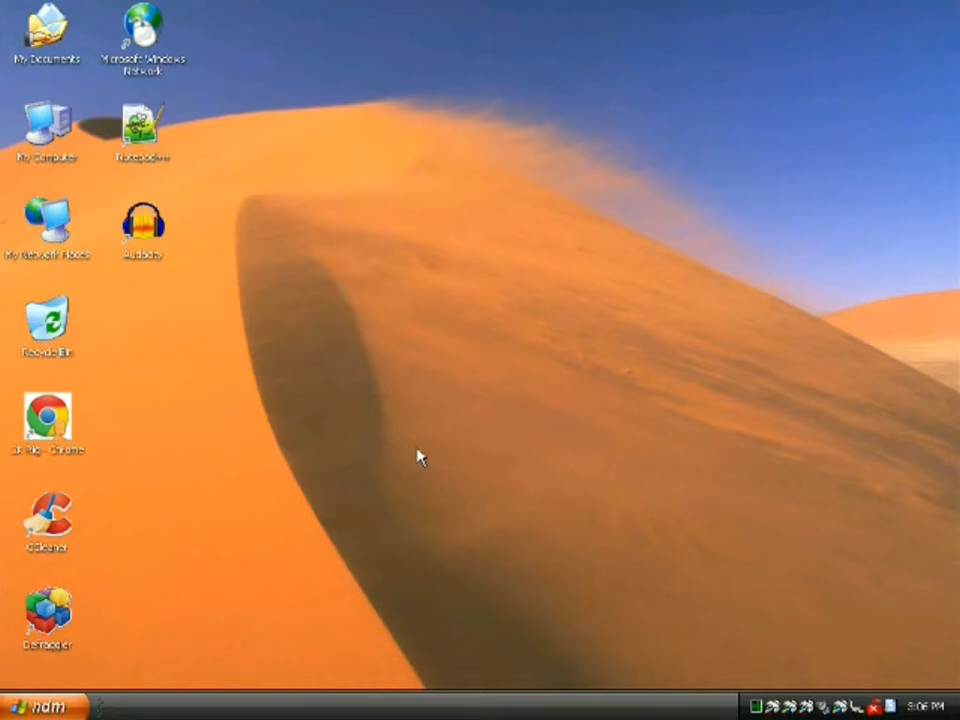 My Documents
Microsoft Windows
Network
My Computer
Notepad++
My Network Places
Audacity
Recycle Bin
Chrome
CCleaner
Defraggler
ndm
3:06 PM